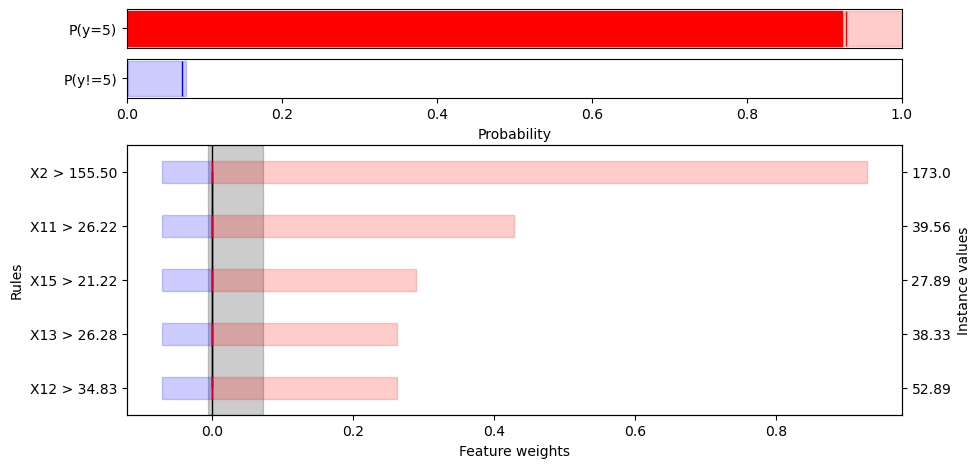 P(y=5)
P(y!=5)
0.0 0.2 0.4 0.6 0.8 1.0
Probability
X2 > 155.50 173.0
X11 > 26.22 39.56
X15 > 21.22 27.89
X13 > 26.28 38.33
X12 > 34.83 52.89
Rules
Instance values
0.0 0.2 0.4 0.6 0.8
Feature weights